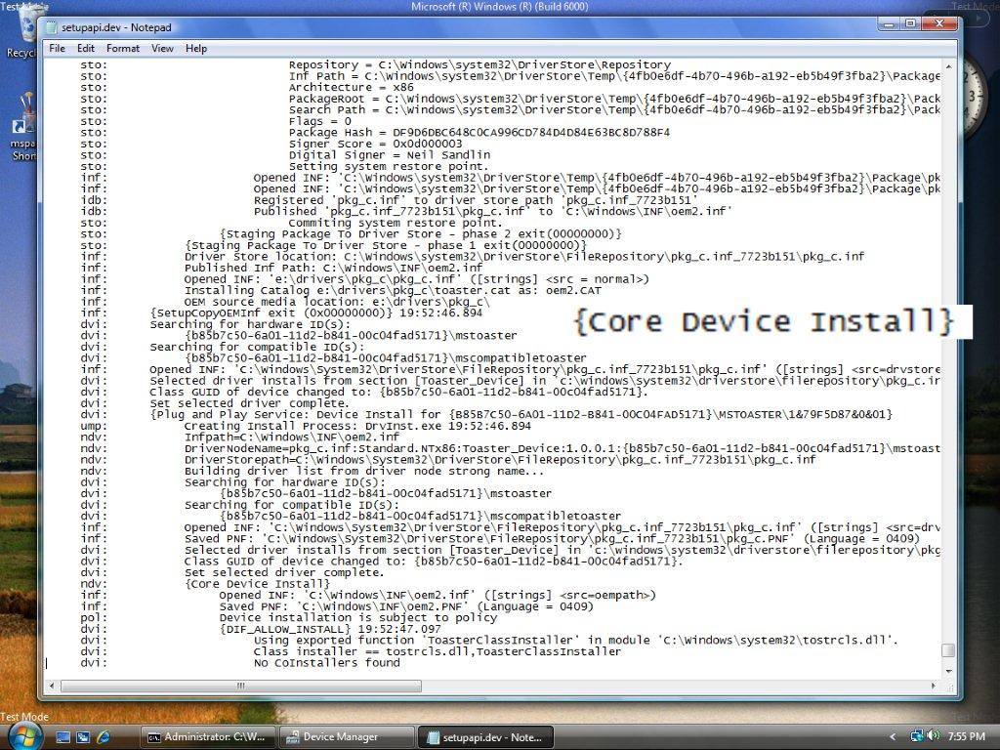 Test Mode
Microsoft (R) Windows (R) (Build 6000)
Test Mode
setupapi.dev - Notepad
File Edit Format View Help
sto: Repository = C:\Windows\system32\DriverStore\Repository
sto: Inf Path = C:\Windows\system32\DriverStore\Temp\{4fb0e6df-4b70-496b-a192-eb5b49f3fba2}\Package
sto: Architecture = x86
sto: PackageRoot = C:\Windows\system32\DriverStore\Temp\{4fb0e6df-4b70-496b-a192-eb5b49f3fba2}\Pack
sto: Search Path = C:\Windows\system32\DriverStore\Temp\{4fb0e6df-4b70-496b-a192-eb5b49f3fba2}\Pack
sto: Flags = 0
sto: Package Hash = DF9D6DBC648C0CA996CD784D4D84E63BC8D788F4
sto: Signer Score = 0x0d000003
sto: Digital Signer = Neil Sandlin
sto: Setting system restore point.
inf: Opened INF: 'C:\Windows\system32\DriverStore\Temp\{4fb0e6df-4b70-496b-a192-eb5b49f3fba2}\Package\pk
inf: Opened INF: 'C:\Windows\system32\DriverStore\Temp\{4fb0e6df-4b70-496b-a192-eb5b49f3fba2}\Package\pk
idb: Registered 'pkg_c.inf' to driver store path 'pkg_c.inf_7723b151'
idb: Published 'pkg_c.inf_7723b151\pkg_c.inf' to 'C:\Windows\INF\oem2.inf'
sto: Commiting system restore point.
sto: {Staging Package To Driver Store - phase 2 exit(00000000)}
sto: {Staging Package To Driver Store - phase 1 exit(00000000)}
inf: Driver Store location: C:\Windows\system32\DriverStore\FileRepository\pkg_c.inf_7723b151\pkg_c.inf
inf: Published Inf Path: C:\Windows\INF\oem2.inf
inf: Opened INF: 'e:\drivers\pkg_c\pkg_c.inf' ([strings] <src = normal>)
inf: Installing Catalog e:\drivers\pkg_c\toaster.cat as: oem2.CAT
inf: OEM source media location: e:\drivers\pkg_c\
inf: {SetupCopyOEMInf exit (0x00000000)} 19:52:46.894
{Core Device Install}
dvi: Searching for hardware ID(s):
dvi: {b85b7c50-6a01-11d2-b841-00c04fad5171}\mstoaster
dvi: Searching for compatible ID(s):
dvi: {b85b7c50-6a01-11d2-b841-00c04fad5171}\mscompatibletoaster
inf: Opened INF: 'C:\Windows\System32\DriverStore\FileRepository\pkg_c.inf_7723b151\pkg_c.inf' ([strings] <src=drvstore
dvi: Selected driver installs from section [Toaster_Device] in 'c:\windows\system32\driverstore\filerepository\pkg_c.in
dvi: Class GUID of device changed to: {b85b7c50-6a01-11d2-b841-00c04fad5171}.
dvi: Set selected driver complete.
dvi: {Plug and Play Service: Device Install for {B85B7C50-6A01-11D2-B841-00C04FAD5171}\MSTOASTER\1&79F5D87&0&01}
ump: Creating Install Process: DrvInst.exe 19:52:46.894
ndv: Infpath=C:\Windows\INF\oem2.inf
ndv: DriverNodeName=pkg_c.inf:Standard.NTx86:Toaster_Device:1.0.0.1:{b85b7c50-6a01-11d2-b841-00c04fad5171}\mstoast
ndv: DriverStorepath=C:\Windows\System32\DriverStore\FileRepository\pkg_c.inf_7723b151\pkg_c.inf
ndv: Building driver list from driver node strong name...
dvi: Searching for hardware ID(s):
dvi: {b85b7c50-6a01-11d2-b841-00c04fad5171}\mstoaster
dvi: Searching for compatible ID(s):
dvi: {b85b7c50-6a01-11d2-b841-00c04fad5171}\mscompatibletoaster
inf: Opened INF: 'C:\Windows\System32\DriverStore\FileRepository\pkg_c.inf_7723b151\pkg_c.inf' ([strings] <src=drv
inf: Saved PNF: 'C:\Windows\System32\DriverStore\FileRepository\pkg_c.inf_7723b151\pkg_c.PNF' (Language = 0409)
dvi: Selected driver installs from section [Toaster_Device] in 'c:\windows\system32\driverstore\filerepository\pkg
dvi: Class GUID of device changed to: {b85b7c50-6a01-11d2-b841-00c04fad5171}.
dvi: Set selected driver complete.
ndv: {Core Device Install}
inf: Opened INF: 'C:\Windows\INF\oem2.inf' ([strings] <src=oempath>)
inf: Saved PNF: 'C:\Windows\INF\oem2.PNF' (Language = 0409)
pol: Device installation is subject to policy
dvi: {DIF_ALLOW_INSTALL} 19:52:47.097
dvi: Using exported function 'ToasterClassInstaller' in module 'C:\Windows\system32\tostrcls.dll'.
dvi: Class installer == tostrcls.dll,ToasterClassInstaller
dvi: No CoInstallers found
Recyc
mspa
Short
Test Mode
Administrator: C:\W...
Device Manager
setupapi.dev - Note...
7:55 PM